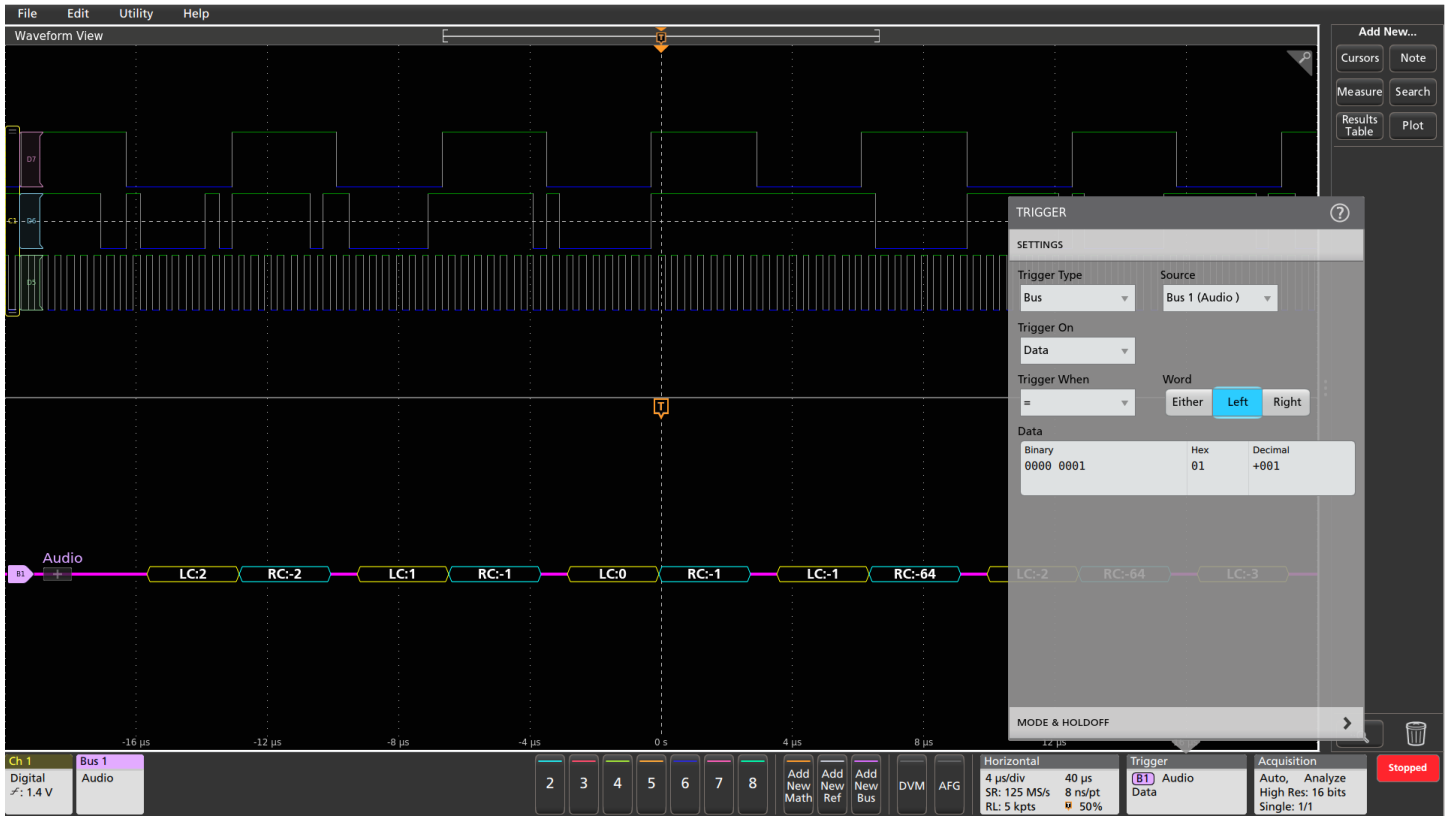 File Edit Utility Help
Waveform View
Add New...
Cursors Note
Measure Search
Results Table Plot
T
D7
C1 D6
D5
TRIGGER ?
SETTINGS
Trigger Type Source
Bus Bus 1 (Audio )
Trigger On
Data
Trigger When Word
= Either Left Right
Data
Binary Hex Decimal
0000 0001 01 +001
MODE & HOLDOFF
T
Audio
B1 + LC:2 RC:-2 LC:1 RC:-1 LC:0 RC:-1 LC:-1 RC:-64 LC:-2 RC:-64 LC:-3
-16 µs -12 µs -8 µs -4 µs 0 s 4 µs 8 µs 12 µs
Ch 1
Digital
: 1.4 V
Bus 1
Audio
2 3 4 5 6 7 8
Add New Math
Add New Ref
Add New Bus
DVM
AFG
Horizontal
4 µs/div 40 µs
SR: 125 MS/s 8 ns/pt
RL: 5 kpts 50%
Trigger
B1 Audio
Data
Acquisition
Auto, Analyze
High Res: 16 bits
Single: 1/1
Stopped